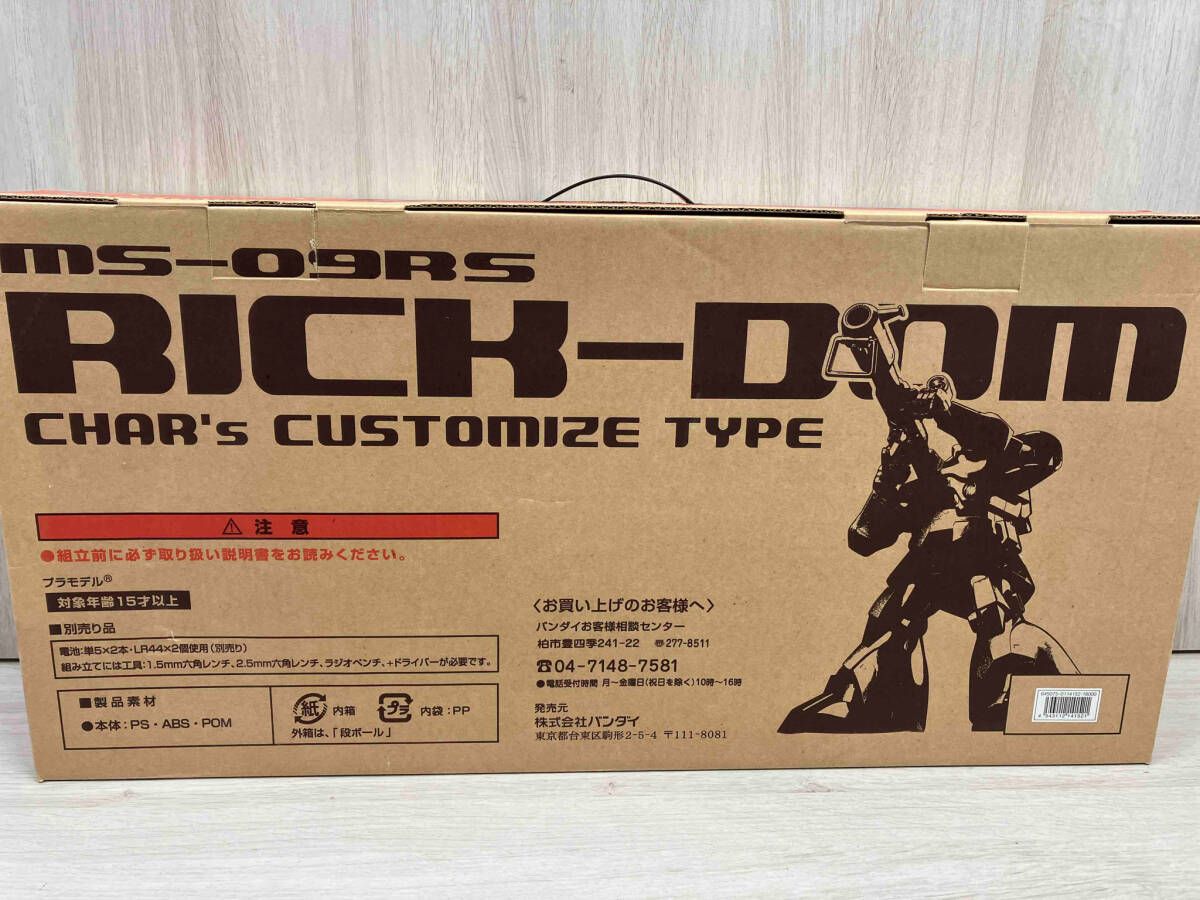 MS-09RS
RICK-DOM
CHAR's CUSTOMIZE TYPE
⚠注意
●組立前に必ず取り扱い説明書をお読みください。
プラモデル®
対象年齢15才以上
■別売り品
電池:単5×2本・LR44×2個使用(別売り)
組み立てには工具:1.5mm六角レンチ、2.5mm六角レンチ、ラジオペンチ、+ドライバーが必要です。
■製品素材
●本体:PS・ABS・POM
紙 内箱
プラ 内袋:PP
外箱は、「段ボール」
〈お買い上げのお客様へ〉
バンダイお客様相談センター
柏市豊四季241-22 〠277-8511
☎04-7148-7581
●電話受付時間 月〜金曜日(祝日を除く)10時〜16時
発売元
株式会社バンダイ
東京都台東区駒形2-5-4 〒111-8081